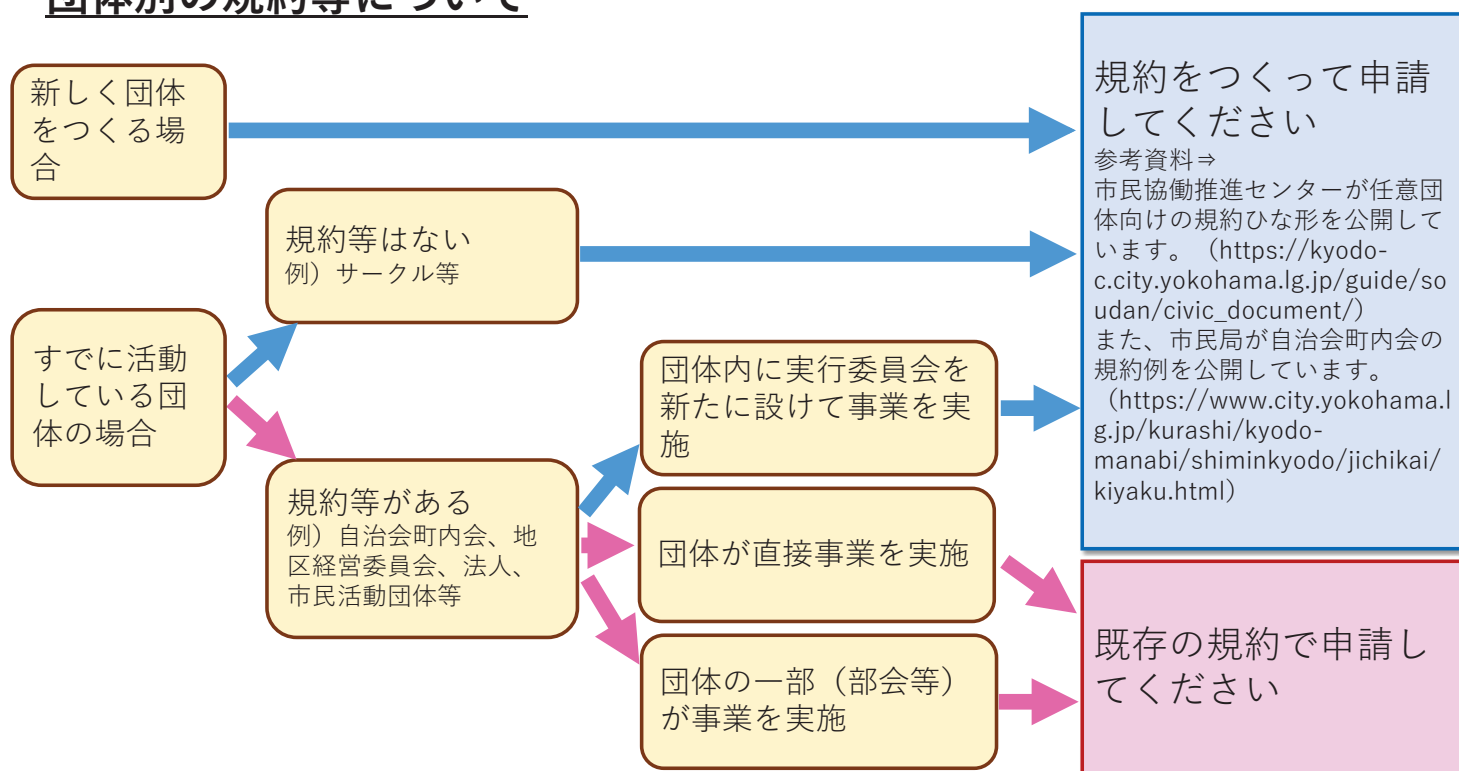 団体別の規約等について
新しく団体
をつくる場
合
規約等はない
例）サークル等
すでに活動
している団
体の場合
規約等がある
例）自治会町内会、地
区経営委員会、法人、
市民活動団体等
団体内に実行委員会を
新たに設けて事業を実
施
団体が直接事業を実施
団体の一部（部会等）
が事業を実施
規約をつくって申請
してください
参考資料⇒
市民協働推進センターが任意団
体向けの規約ひな形を公開して
います。（https://kyodo-
c.city.yokohama.lg.jp/guide/so
udan/civic_document/）
また、市民局が自治会町内会の
規約例を公開しています。
（https://www.city.yokohama.l
g.jp/kurashi/kyodo-
manabi/shiminkyodo/jichikai/
kiyaku.html）
既存の規約で申請し
てください